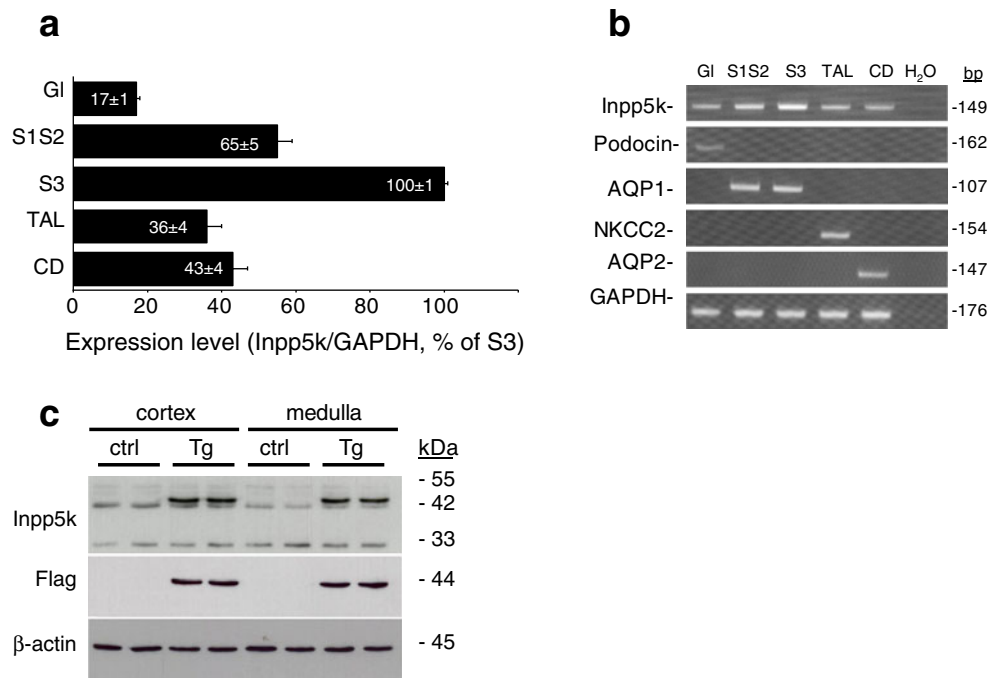 a
Gl
17±1
S1S2
65±5
S3
100±1
TAL
36±4
CD
43±4
0 20 40 60 80 100
Expression level (Inpp5k/GAPDH, % of S3)
b
Gl S1S2 S3 TAL CD H₂O bp
Inpp5k- -149
Podocin- -162
AQP1- -107
NKCC2- -154
AQP2- -147
GAPDH- -176
c
cortex medulla
ctrl Tg ctrl Tg kDa
- 55
- 42
Inpp5k
- 33
Flag - 44
β-actin - 45